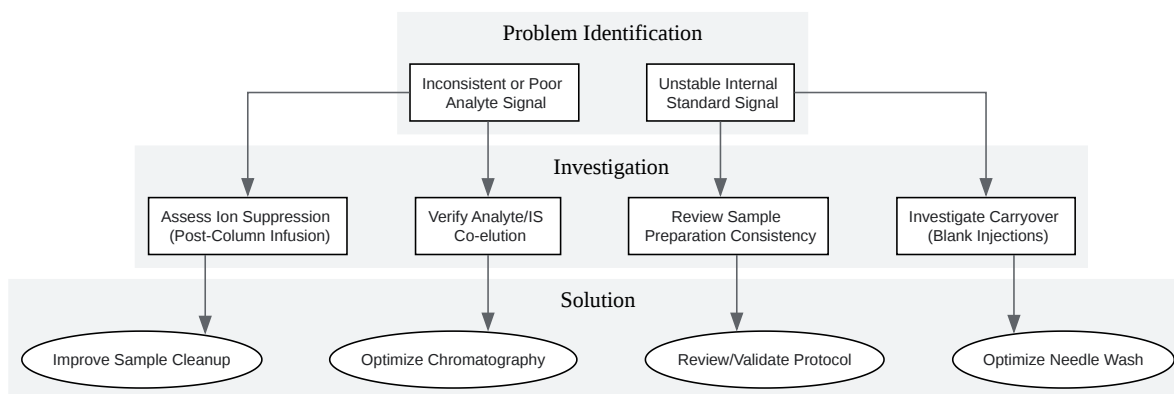 Problem Identification
Inconsistent or Poor
Analyte Signal
Unstable Internal
Standard Signal
Investigation
Assess Ion Suppression
(Post-Column Infusion)
Verify Analyte/IS
Co-elution
Review Sample
Preparation Consistency
Investigate Carryover
(Blank Injections)
Solution
Improve Sample Cleanup
Optimize Chromatography
Review/Validate Protocol
Optimize Needle Wash